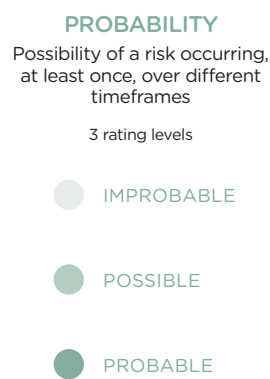 PROBABILITY
Possibility of a risk occurring,
at least once, over different
timeframes
3 rating levels
IMPROBABLE
POSSIBLE
PROBABLE